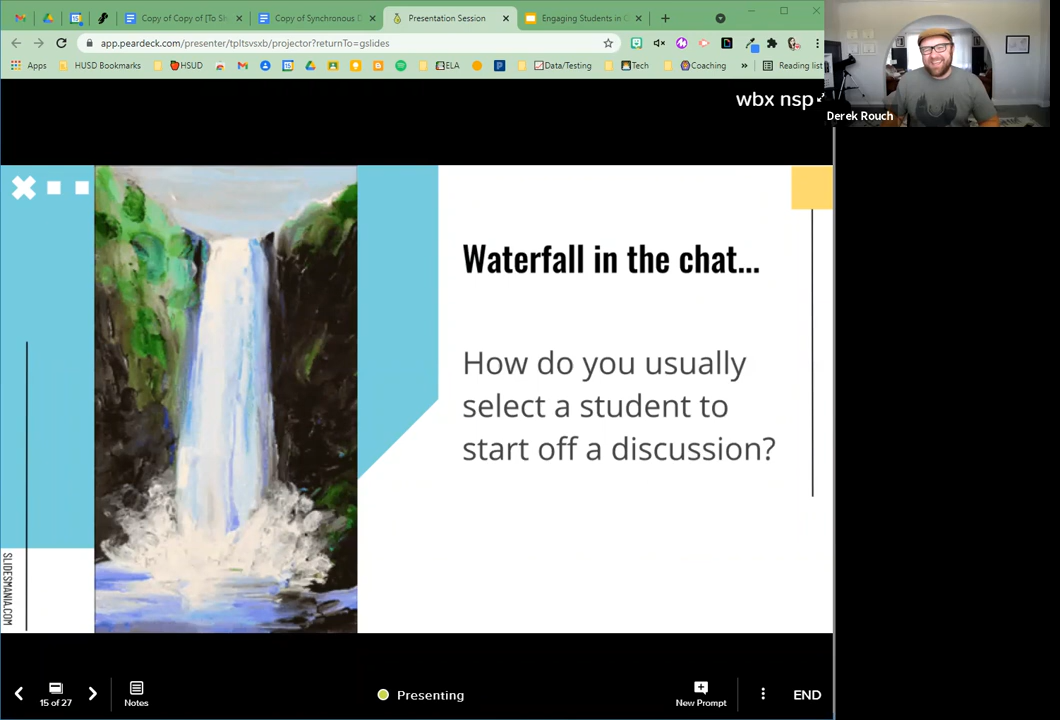 Copy of Copy of [To Sh
Copy of Synchronous D
Presentation Session
Engaging Students in C
app.peardeck.com/presenter/tpltsvsxb/projector?returnTo=gslides
Apps
HUSD Bookmarks
HSUD
ELA
Data/Testing
Tech
Coaching
»
Reading list
wbx nsp
Derek Rouch
Waterfall in the chat...
How do you usually
select a student to
start off a discussion?
SLIDESMANIA.COM
15 of 27
Notes
Presenting
New Prompt
END